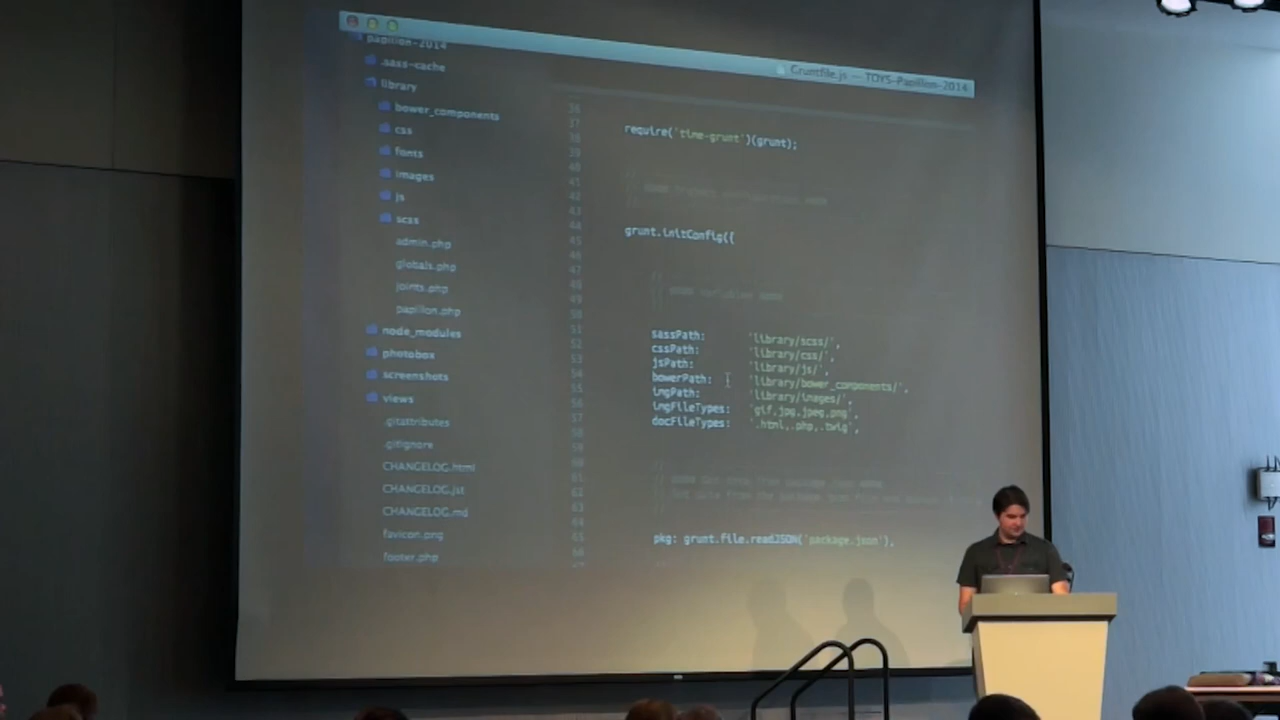 Gruntfile.js — TOYS-Papillon-2014
papillon-2014
.sass-cache
library
bower_components
css
fonts
images
js
scss
admin.php
globals.php
joints.php
papillon.php
node_modules
photobox
screenshots
views
.gitattributes
.gitignore
CHANGELOG.html
CHANGELOG.jst
CHANGELOG.md
favicon.png
footer.php
require('time-grunt')(grunt);
grunt.initConfig({
sassPath: 'library/scss/',
cssPath: 'library/css/',
jsPath: 'library/js/',
bowerPath: 'library/bower_components/',
imgPath: 'library/images/',
imgFileTypes: 'gif,jpg,jpeg,png',
docFileTypes: '.html,.php,.twig',
pkg: grunt.file.readJSON('package.json'),